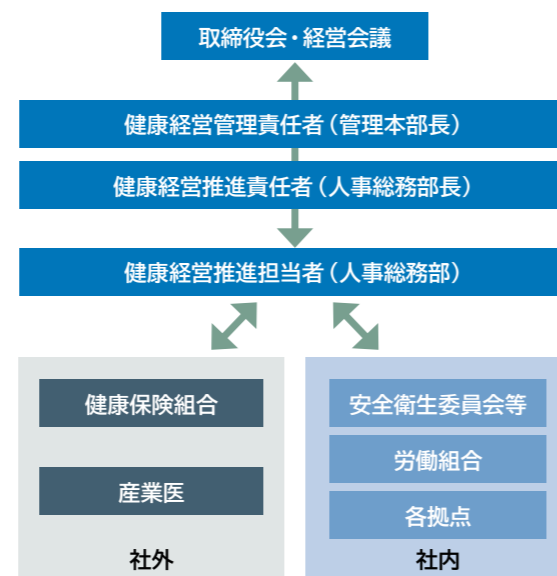 取締役会・経営会議
健康経営管理責任者（管理本部長）
健康経営推進責任者（人事総務部長）
健康経営推進担当者（人事総務部）
健康保険組合
産業医
社外
安全衛生委員会等
労働組合
各拠点
社内